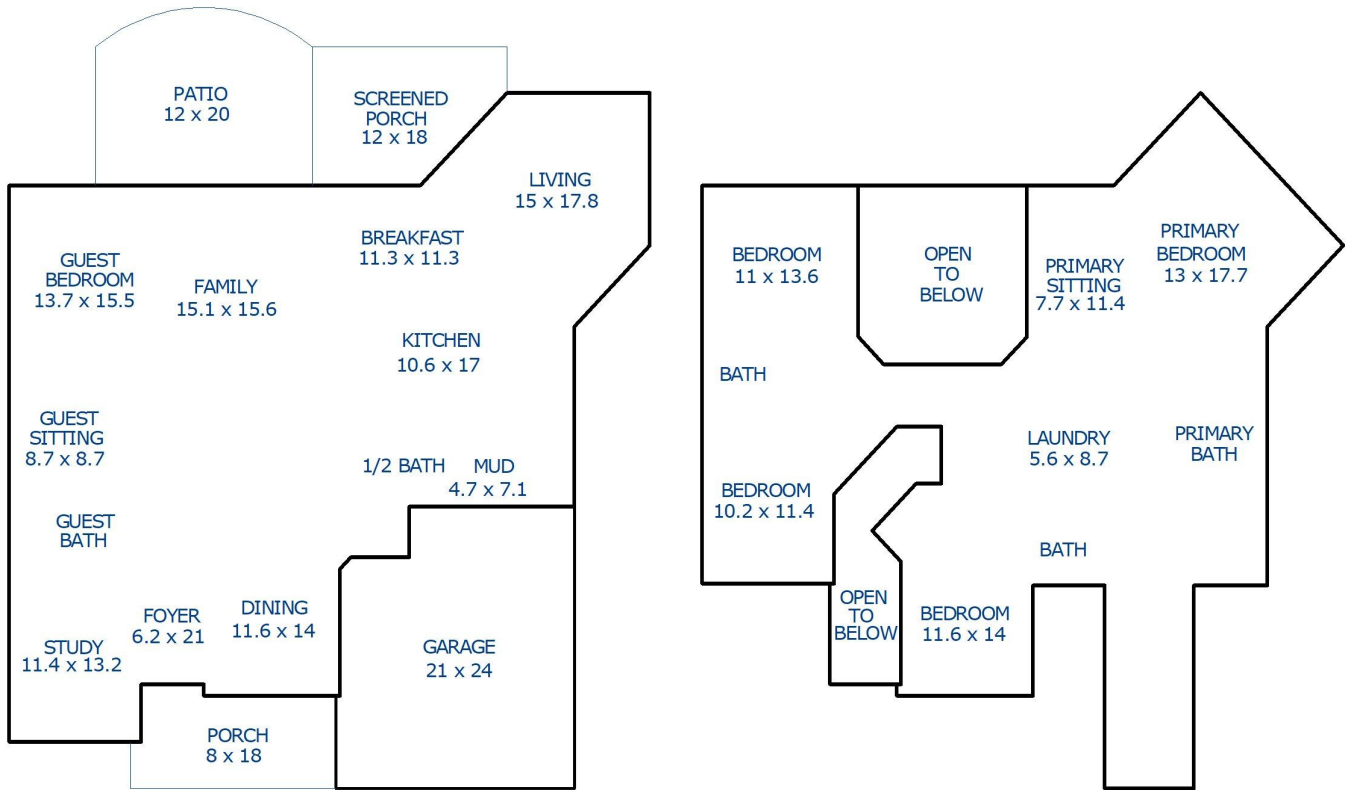 PATIO
12 x 20
SCREENED
PORCH
12 x 18
LIVING
15 x 17.8
BREAKFAST
11.3 x 11.3
GUEST
BEDROOM
13.7 x 15.5
FAMILY
15.1 x 15.6
KITCHEN
10.6 x 17
GUEST
SITTING
8.7 x 8.7
1/2 BATH
MUD
4.7 x 7.1
GUEST
BATH
FOYER
6.2 x 21
DINING
11.6 x 14
STUDY
11.4 x 13.2
GARAGE
21 x 24
PORCH
8 x 18
BEDROOM
11 x 13.6
OPEN
TO
BELOW
PRIMARY
SITTING
7.7 x 11.4
PRIMARY
BEDROOM
13 x 17.7
BATH
LAUNDRY
5.6 x 8.7
PRIMARY
BATH
BEDROOM
10.2 x 11.4
BATH
OPEN
TO
BELOW
BEDROOM
11.6 x 14